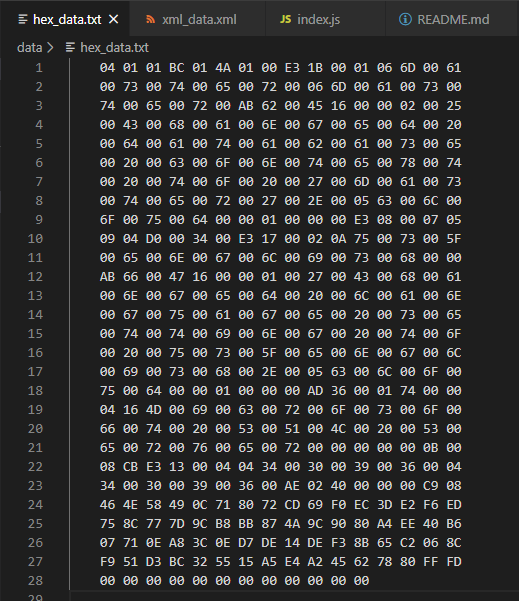 hex_data.txt xml_data.xml JS index.js README.md
data > hex_data.txt
1 04 01 01 BC 01 4A 01 00 E3 1B 00 01 06 6D 00 61
2 00 73 00 74 00 65 00 72 00 06 6D 00 61 00 73 00
3 74 00 65 00 72 00 AB 62 00 45 16 00 00 02 00 25
4 00 43 00 68 00 61 00 6E 00 67 00 65 00 64 00 20
5 00 64 00 61 00 74 00 61 00 62 00 61 00 73 00 65
6 00 20 00 63 00 6F 00 6E 00 74 00 65 00 78 00 74
7 00 20 00 74 00 6F 00 20 00 27 00 6D 00 61 00 73
8 00 74 00 65 00 72 00 27 00 2E 00 05 63 00 6C 00
9 6F 00 75 00 64 00 00 01 00 00 00 E3 08 00 07 05
10 09 04 D0 00 34 00 E3 17 00 02 0A 75 00 73 00 5F
11 00 65 00 6E 00 67 00 6C 00 69 00 73 00 68 00 00
12 AB 66 00 47 16 00 00 01 00 27 00 43 00 68 00 61
13 00 6E 00 67 00 65 00 64 00 20 00 6C 00 61 00 6E
14 00 67 00 75 00 61 00 67 00 65 00 20 00 73 00 65
15 00 74 00 74 00 69 00 6E 00 67 00 20 00 74 00 6F
16 00 20 00 75 00 73 00 5F 00 65 00 6E 00 67 00 6C
17 00 69 00 73 00 68 00 2E 00 05 63 00 6C 00 6F 00
18 75 00 64 00 00 01 00 00 00 AD 36 00 01 74 00 00
19 04 16 4D 00 69 00 63 00 72 00 6F 00 73 00 6F 00
20 66 00 74 00 20 00 53 00 51 00 4C 00 20 00 53 00
21 65 00 72 00 76 00 65 00 72 00 00 00 00 00 0B 00
22 08 CB E3 13 00 04 04 34 00 30 00 39 00 36 00 04
23 34 00 30 00 39 00 36 00 AE 02 40 00 00 00 C9 08
24 46 4E 58 49 0C 71 80 72 CD 69 F0 EC 3D E2 F6 ED
25 75 8C 77 7D 9C B8 BB 87 4A 9C 90 80 A4 EE 40 B6
26 07 71 0E A8 3C 0E D7 DE 14 DE F3 8B 65 C2 06 8C
27 F9 51 D3 BC 32 55 15 A5 E4 A2 45 62 78 80 FF FD
28 00 00 00 00 00 00 00 00 00 00 00 00
29